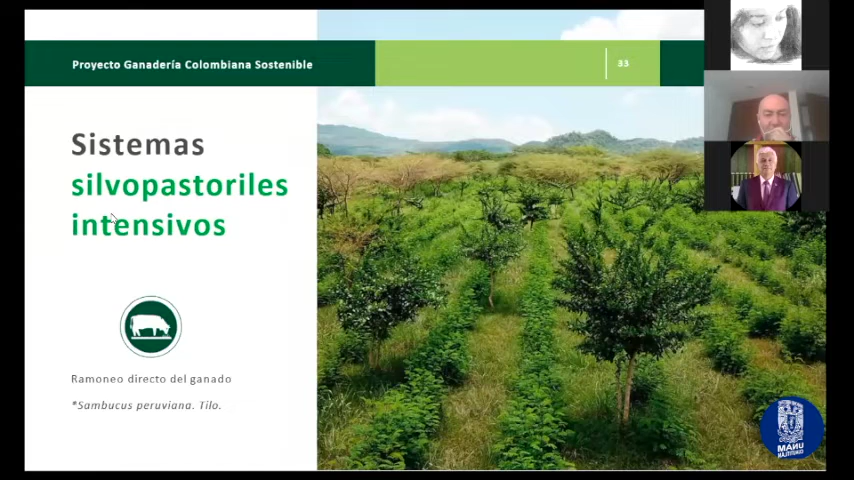 Proyecto Ganadería Colombiana Sostenible
33
Sistemas
silvopastoriles
intensivos
Ramoneo directo del ganado
*Sambucus peruviana. Tilo.